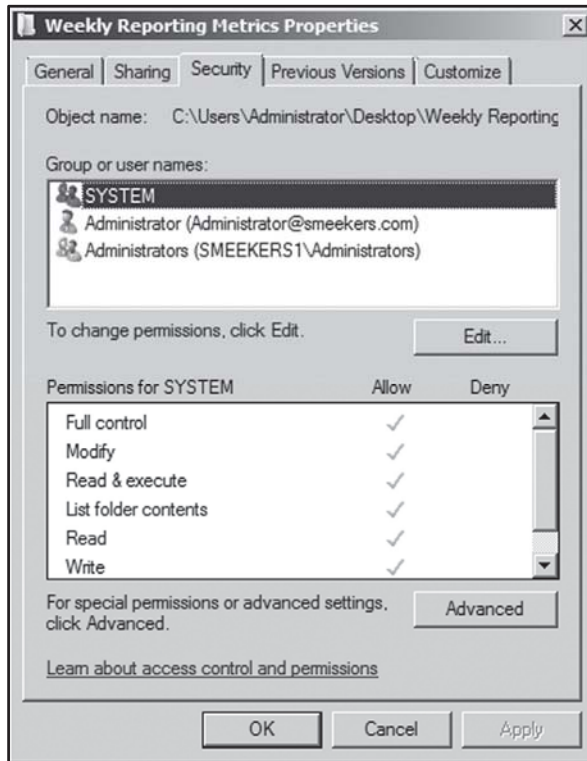 Weekly Reporting Metrics Properties
General Sharing Security Previous Versions Customize
Object name: C:\Users\Administrator\Desktop\Weekly Reporting
Group or user names:
SYSTEM
Administrator (Administrator@smeekers.com)
Administrators (SMEEKERS1\Administrators)
To change permissions, click Edit. Edit...
Permissions for SYSTEM Allow Deny
Full control
Modify
Read & execute
List folder contents
Read
Write
For special permissions or advanced settings, Advanced
click Advanced.
Learn about access control and permissions
OK Cancel Apply